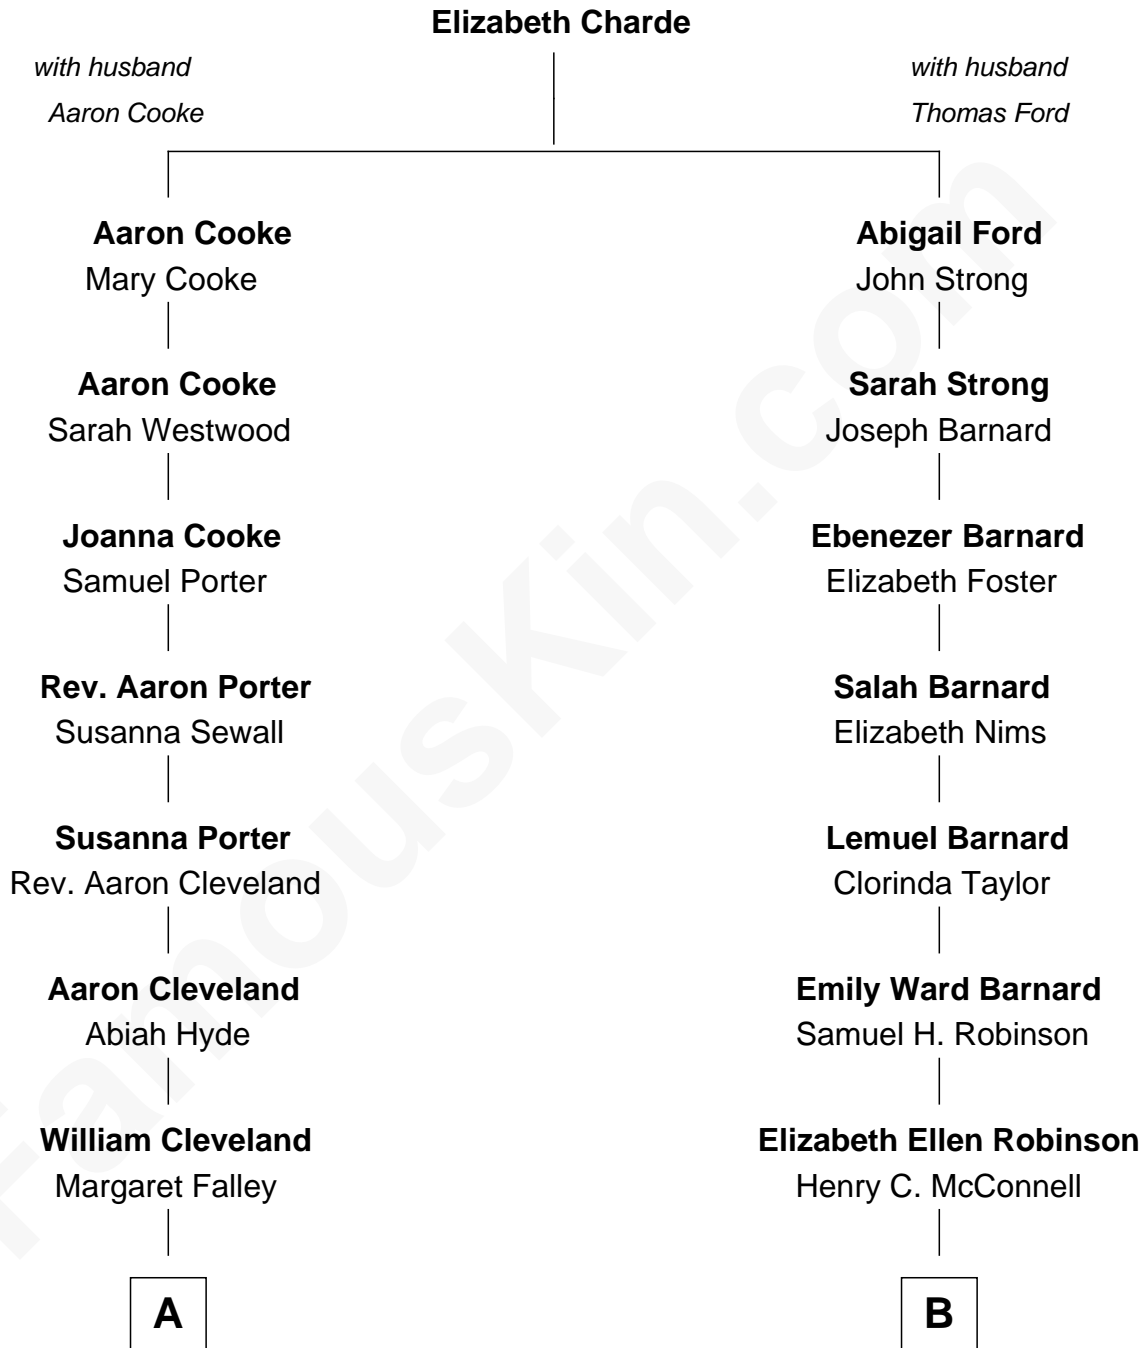 Elizabeth Charde
with husband
Aaron Cooke
with husband
Thomas Ford
Aaron Cooke
Mary Cooke
Abigail Ford
John Strong
Aaron Cooke
Sarah Westwood
Sarah Strong
Joseph Barnard
Joanna Cooke
Samuel Porter
Ebenezer Barnard
Elizabeth Foster
Rev. Aaron Porter
Susanna Sewall
Salah Barnard
Elizabeth Nims
Susanna Porter
Rev. Aaron Cleveland
Lemuel Barnard
Clorinda Taylor
Aaron Cleveland
Abiah Hyde
Emily Ward Barnard
Samuel H. Robinson
William Cleveland
Margaret Falley
Elizabeth Ellen Robinson
Henry C. McConnell
A
B
FamousKin.com